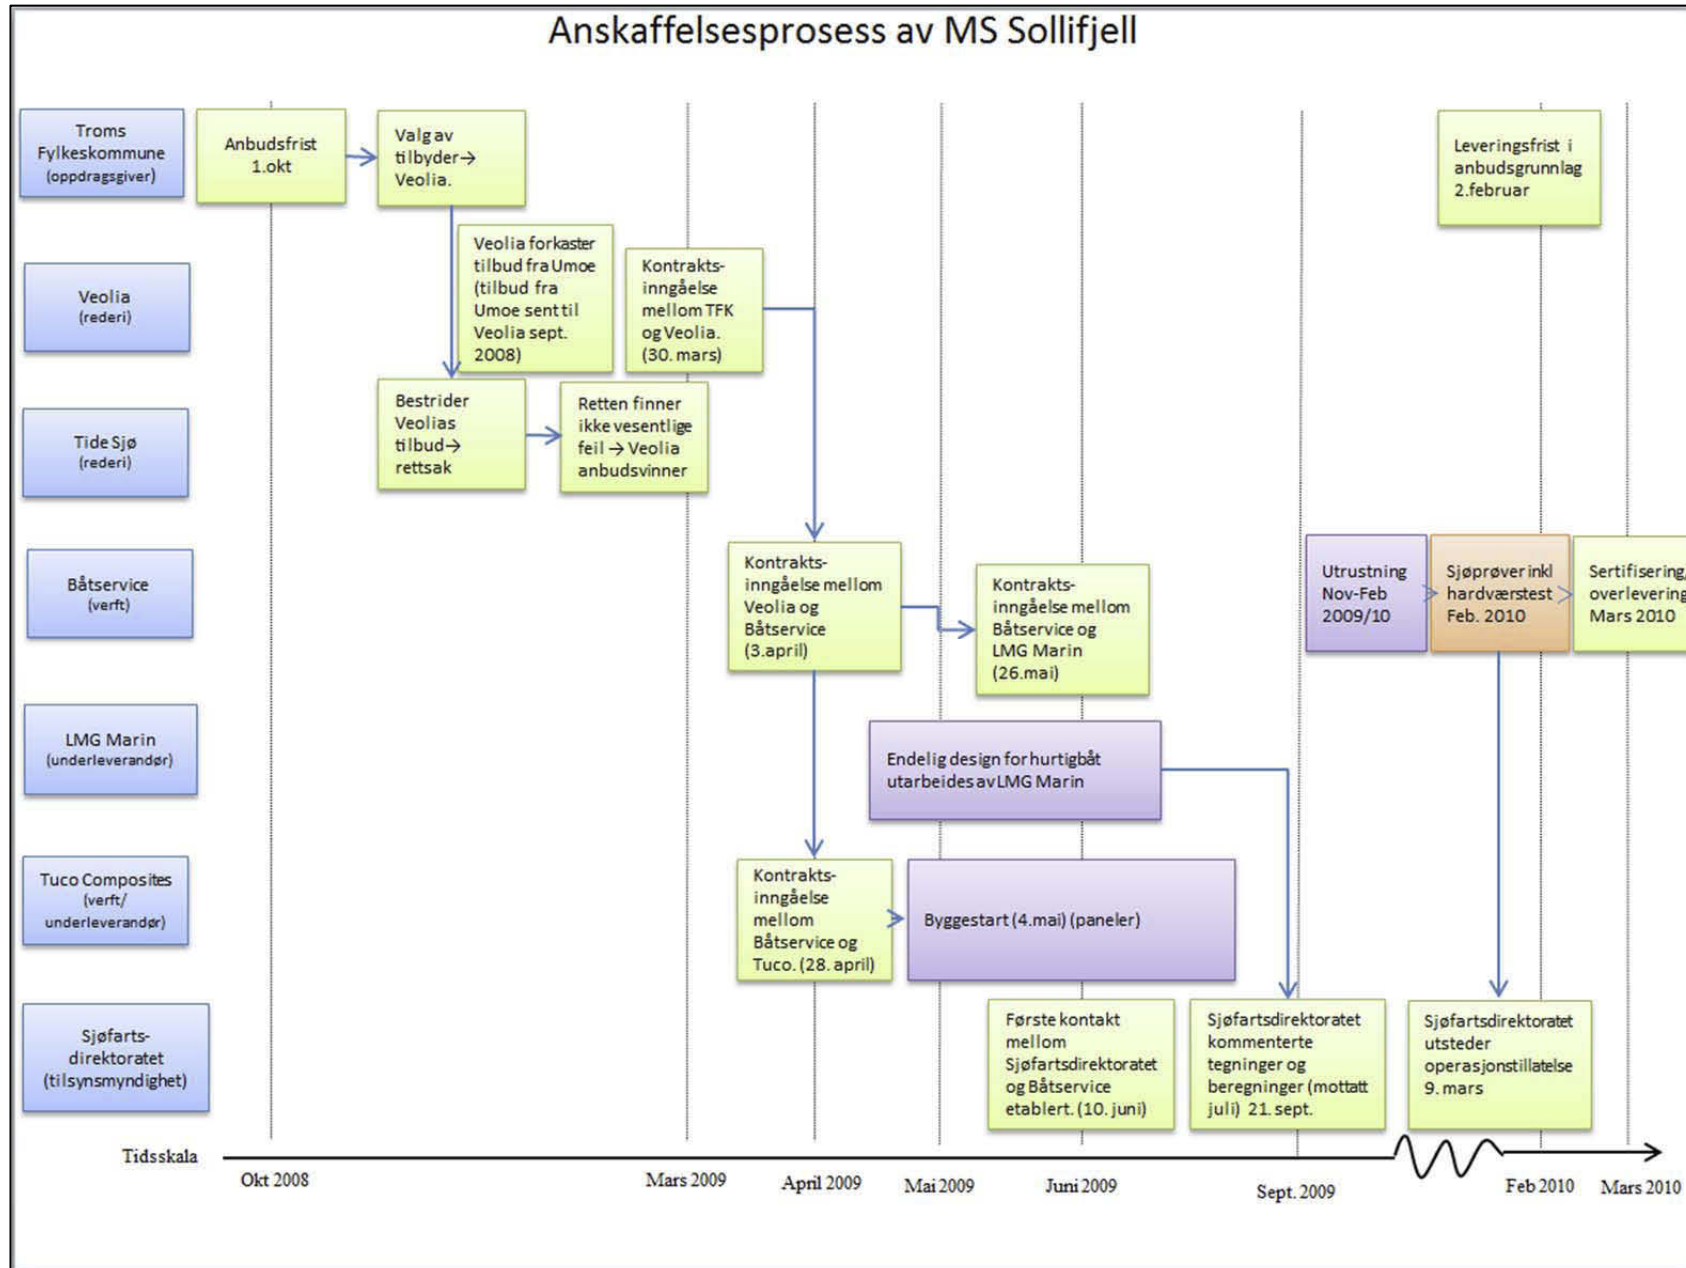 Anskaffelsesprosess av MS Sollifjell
Troms
Fylkeskommune
(oppdragsgiver)
Anbudsfrist
1.okt
Valg av
tilbyder→
Veolia.
Leveringsfrist i
anbudsgrunnlag
2.februar
Veolia
(rederi)
Veolia forkaster
tilbud fra Umoe
(tilbud fra
Umoe sent til
Veolia sept.
2008)
Kontrakts-
inngåelse
mellom TFK
og Veolia.
(30. mars)
Tide Sjø
(rederi)
Bestrider
Veolias
tilbud→
rettsak
Retten finner
ikke vesentlige
feil → Veolia
anbudsvinner
Båtservice
(verft)
Kontrakts-
inngåelse mellom
Veolia og
Båtservice
(3.april)
Kontrakts-
inngåelse mellom
Båtservice og
LMG Marin
(26.mai)
Utrustning
Nov-Feb
2009/10
Sjøprøver inkl
hardværstest
Feb. 2010
Sertifisering,
overlevering
Mars 2010
LMG Marin
(underleverandør)
Endelig design for hurtigbåt
utarbeides av LMG Marin
Tuco Composites
(verft/
underleverandør)
Kontrakts-
inngåelse
mellom
Båtservice og
Tuco. (28. april)
Byggestart (4.mai) (paneler)
Sjøfarts-
direktoratet
(tilsynsmyndighet)
Første kontakt
mellom
Sjøfartsdirektoratet
og Båtservice
etablert. (10. juni)
Sjøfartsdirektoratet
kommenterte
tegninger og
beregninger (mottatt
juli) 21. sept.
Sjøfartsdirektoratet
utsteder
operasjonstillatelse
9. mars
Tidsskala
Okt 2008
Mars 2009
April 2009
Mai 2009
Juni 2009
Sept. 2009
Feb 2010
Mars 2010